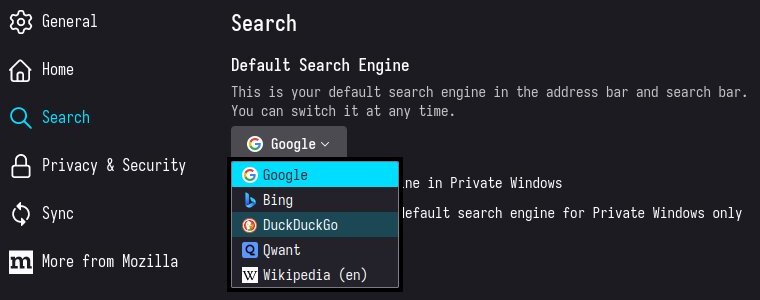 General
Home
Search
Privacy & Security
Sync
m
More from Mozilla
Search
Default Search Engine
This is your default search engine in the address bar and search bar.
You can switch it at any time.
Google
Google
Bing
DuckDuckGo
Qwant
W Wikipedia (en)
ne in Private Windows
default search engine for Private Windows only